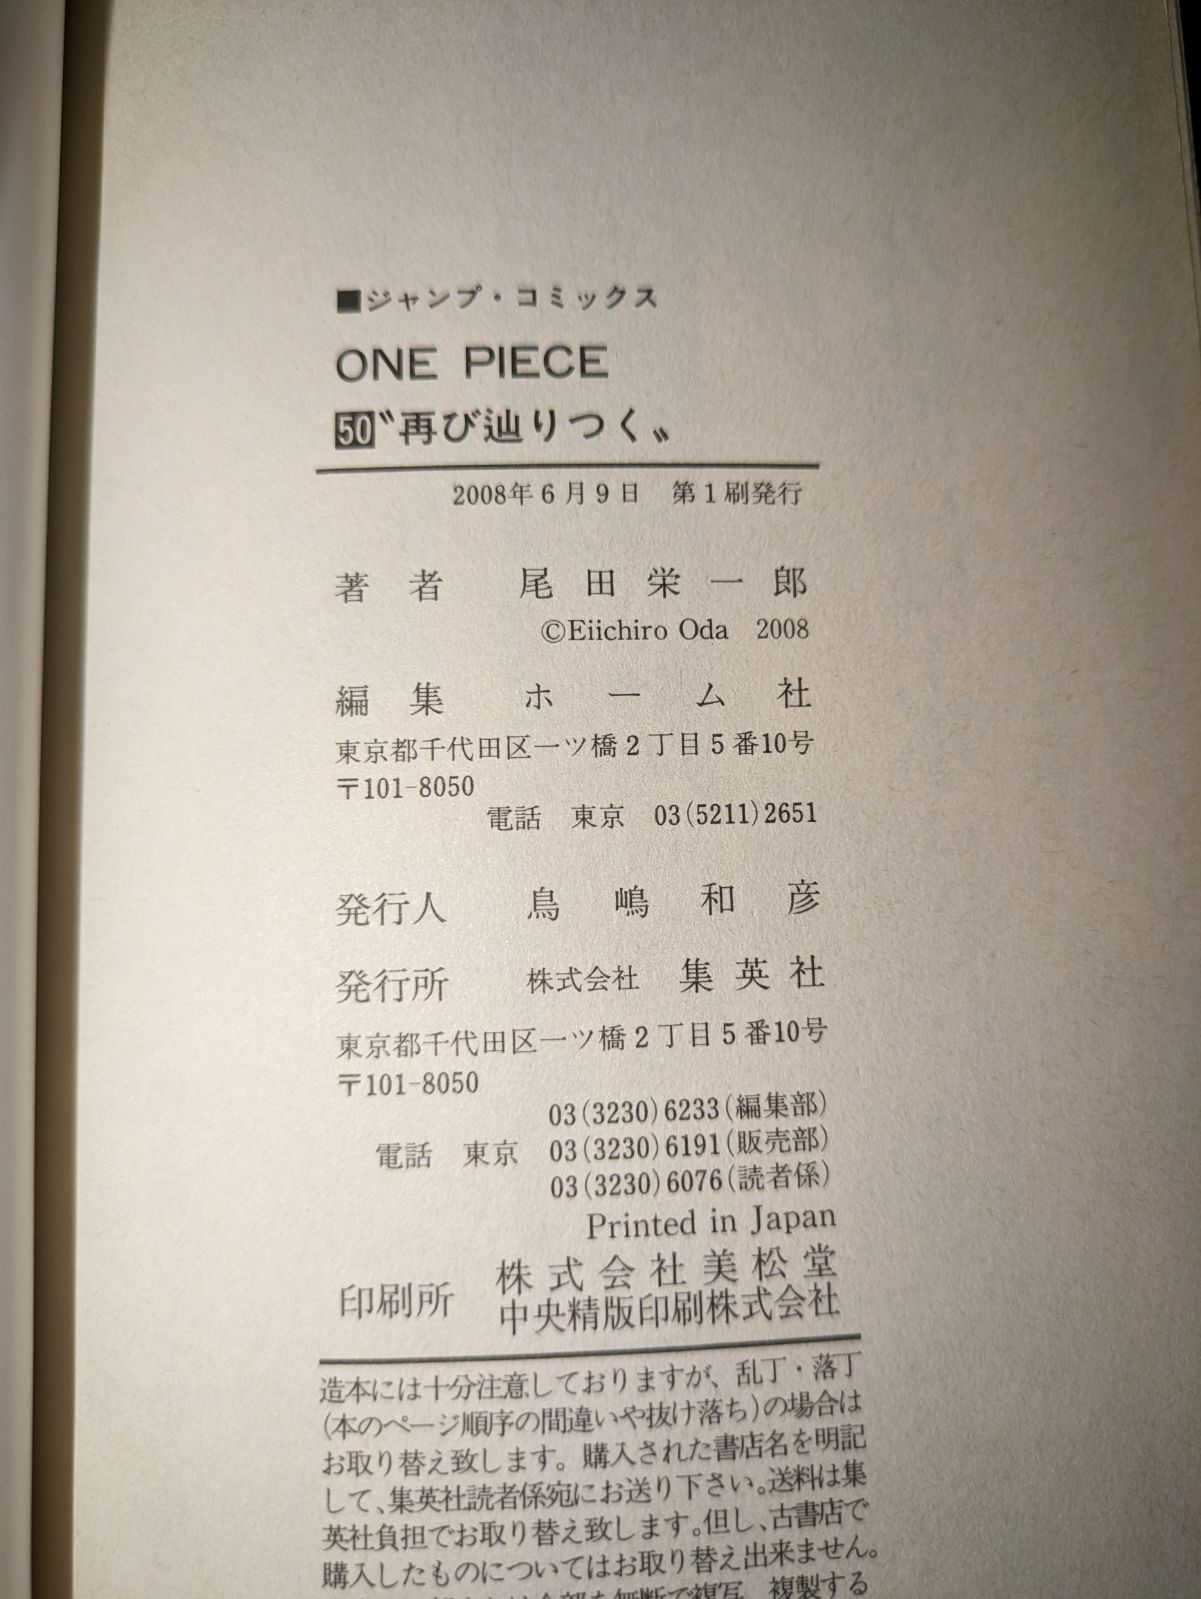 ■ジャンプ・コミックス
ONE PIECE
50〝再び辿りつく〟
2008年6月9日 第1刷発行
著者 尾田栄一郎
©Eiichiro Oda 2008
編集 ホーム社
東京都千代田区一ツ橋2丁目5番10号
〒101-8050
電話 東京 03(5211)2651
発行人 鳥嶋和彦
発行所 株式会社 集英社
東京都千代田区一ツ橋2丁目5番10号
〒101-8050
03(3230)6233(編集部)
電話 東京 03(3230)6191(販売部)
03(3230)6076(読者係)
Printed in Japan
印刷所 株式会社美松堂
中央精版印刷株式会社
造本には十分注意しておりますが、乱丁・落丁
(本のページ順序の間違いや抜け落ち)の場合は
お取り替え致します。購入された書店名を明記
して、集英社読者係宛にお送り下さい。送料は集
英社負担でお取り替え致します。但し、古書店で
購入したものについてはお取り替え出来ません。
全部を無断で複写、複製する